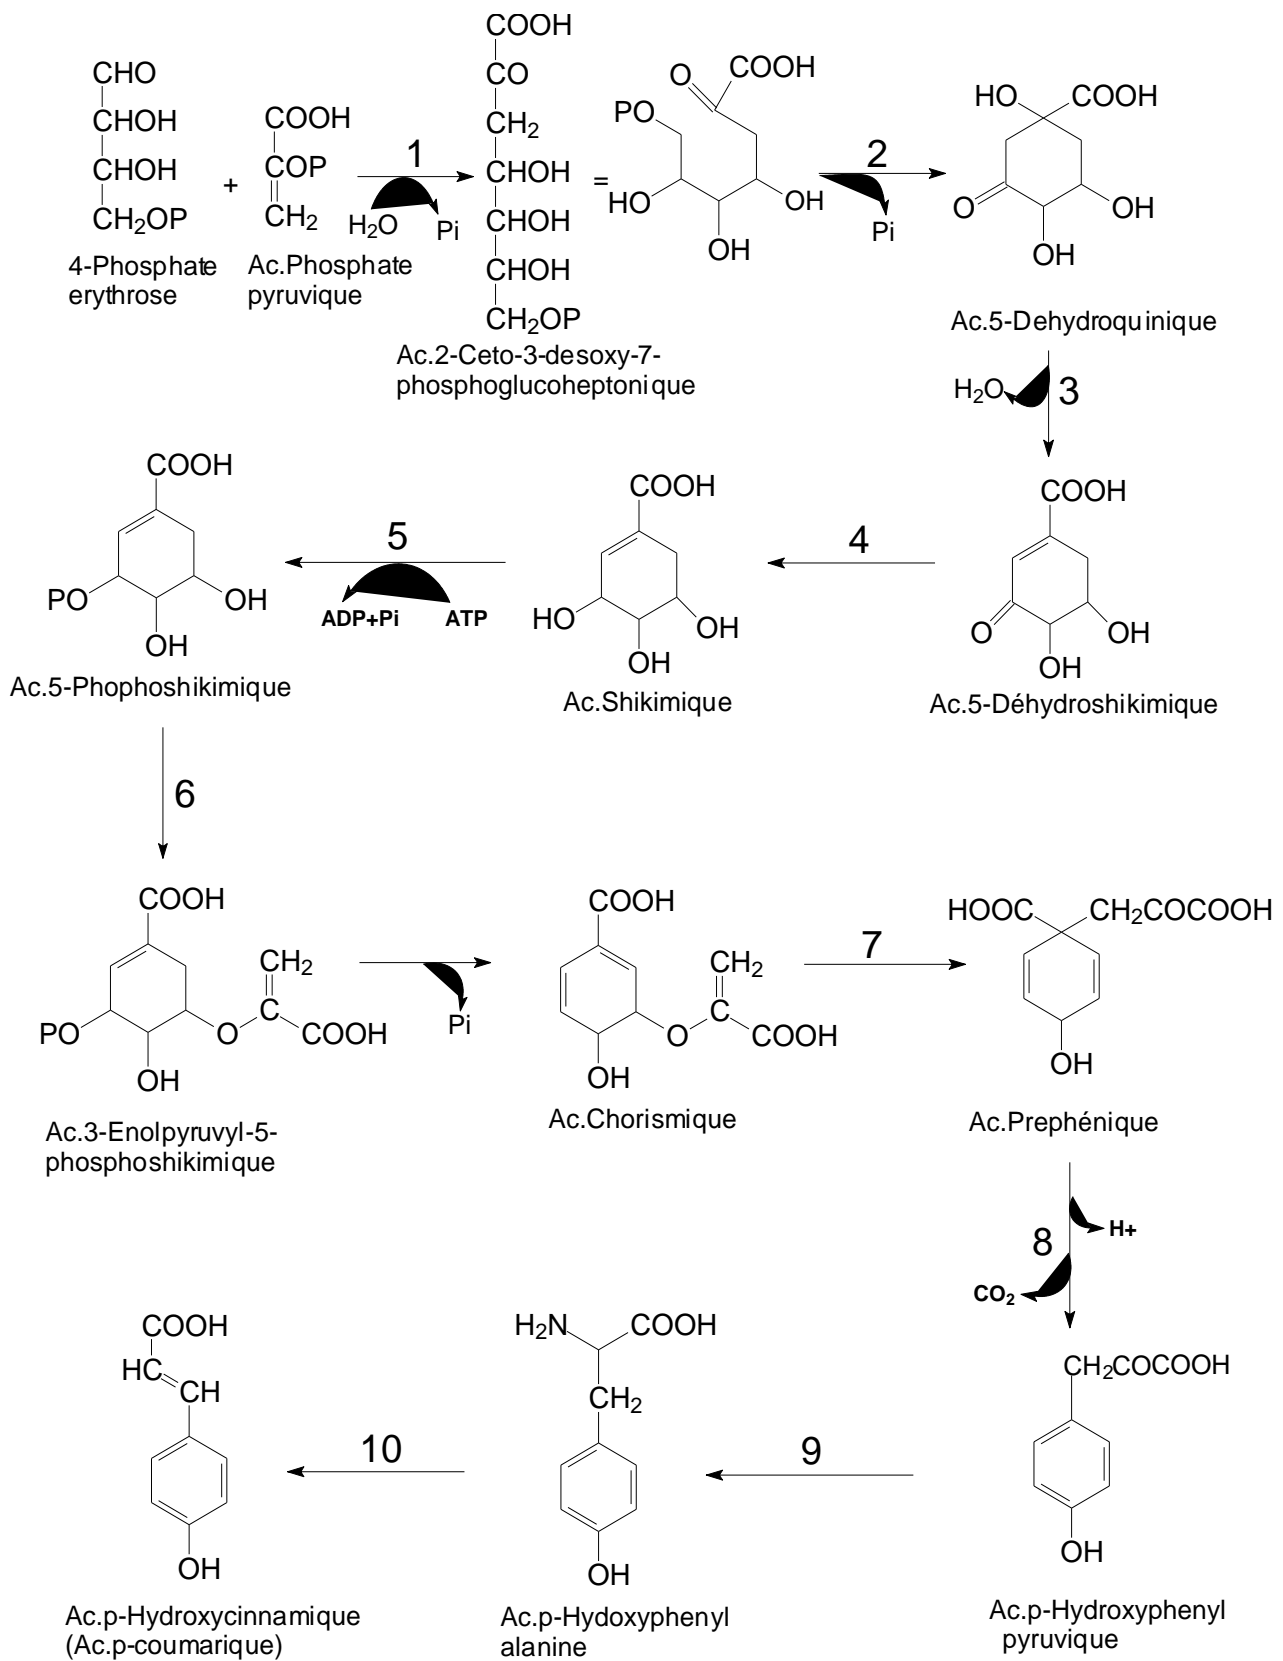 COOH
CO
CH2
CHOH
CHOH
CHOH
CH2OP
CHO
CHOH
CHOH
CH2OP
4-Phosphate
erythrose
+
COOH
COP
CH2
Ac.Phosphate
pyruvique
1
H2O
Pi
Ac.2-Ceto-3-desoxy-7-
phosphoglucoheptonique
=
O
COOH
PO
HO
OH
OH
2
Pi
HO
COOH
O
OH
OH
Ac.5-Dehydroquinique
H2O
3
COOH
O
OH
OH
Ac.5-Déhydroshikimique
4
COOH
HO
OH
OH
Ac.Shikimique
5
ADP+Pi
ATP
COOH
PO
OH
OH
Ac.5-Phophoshikimique
6
COOH
CH2
C
PO
O
COOH
OH
Ac.3-Enolpyruvyl-5-
phosphoshikimique
Pi
COOH
CH2
C
O
COOH
OH
Ac.Chorismique
7
HOOC
CH2COCOOH
OH
Ac.Prephénique
H+
8
CO2
CH2COCOOH
OH
Ac.p-Hydroxyphenyl
pyruvique
9
H2N
COOH
CH2
OH
Ac.p-Hydoxyphenyl
alanine
10
COOH
HC
CH
OH
Ac.p-Hydroxycinnamique
(Ac.p-coumarique)